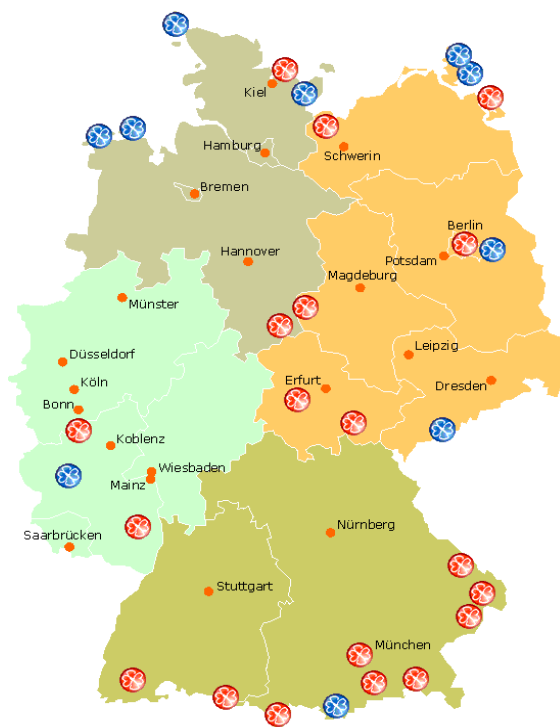 Kiel
Hamburg
Schwerin
Bremen
Berlin
Hannover
Potsdam
Magdeburg
Münster
Düsseldorf
Leipzig
Köln
Erfurt
Dresden
Bonn
Koblenz
Wiesbaden
Mainz
Saarbrücken
Nürnberg
Stuttgart
München